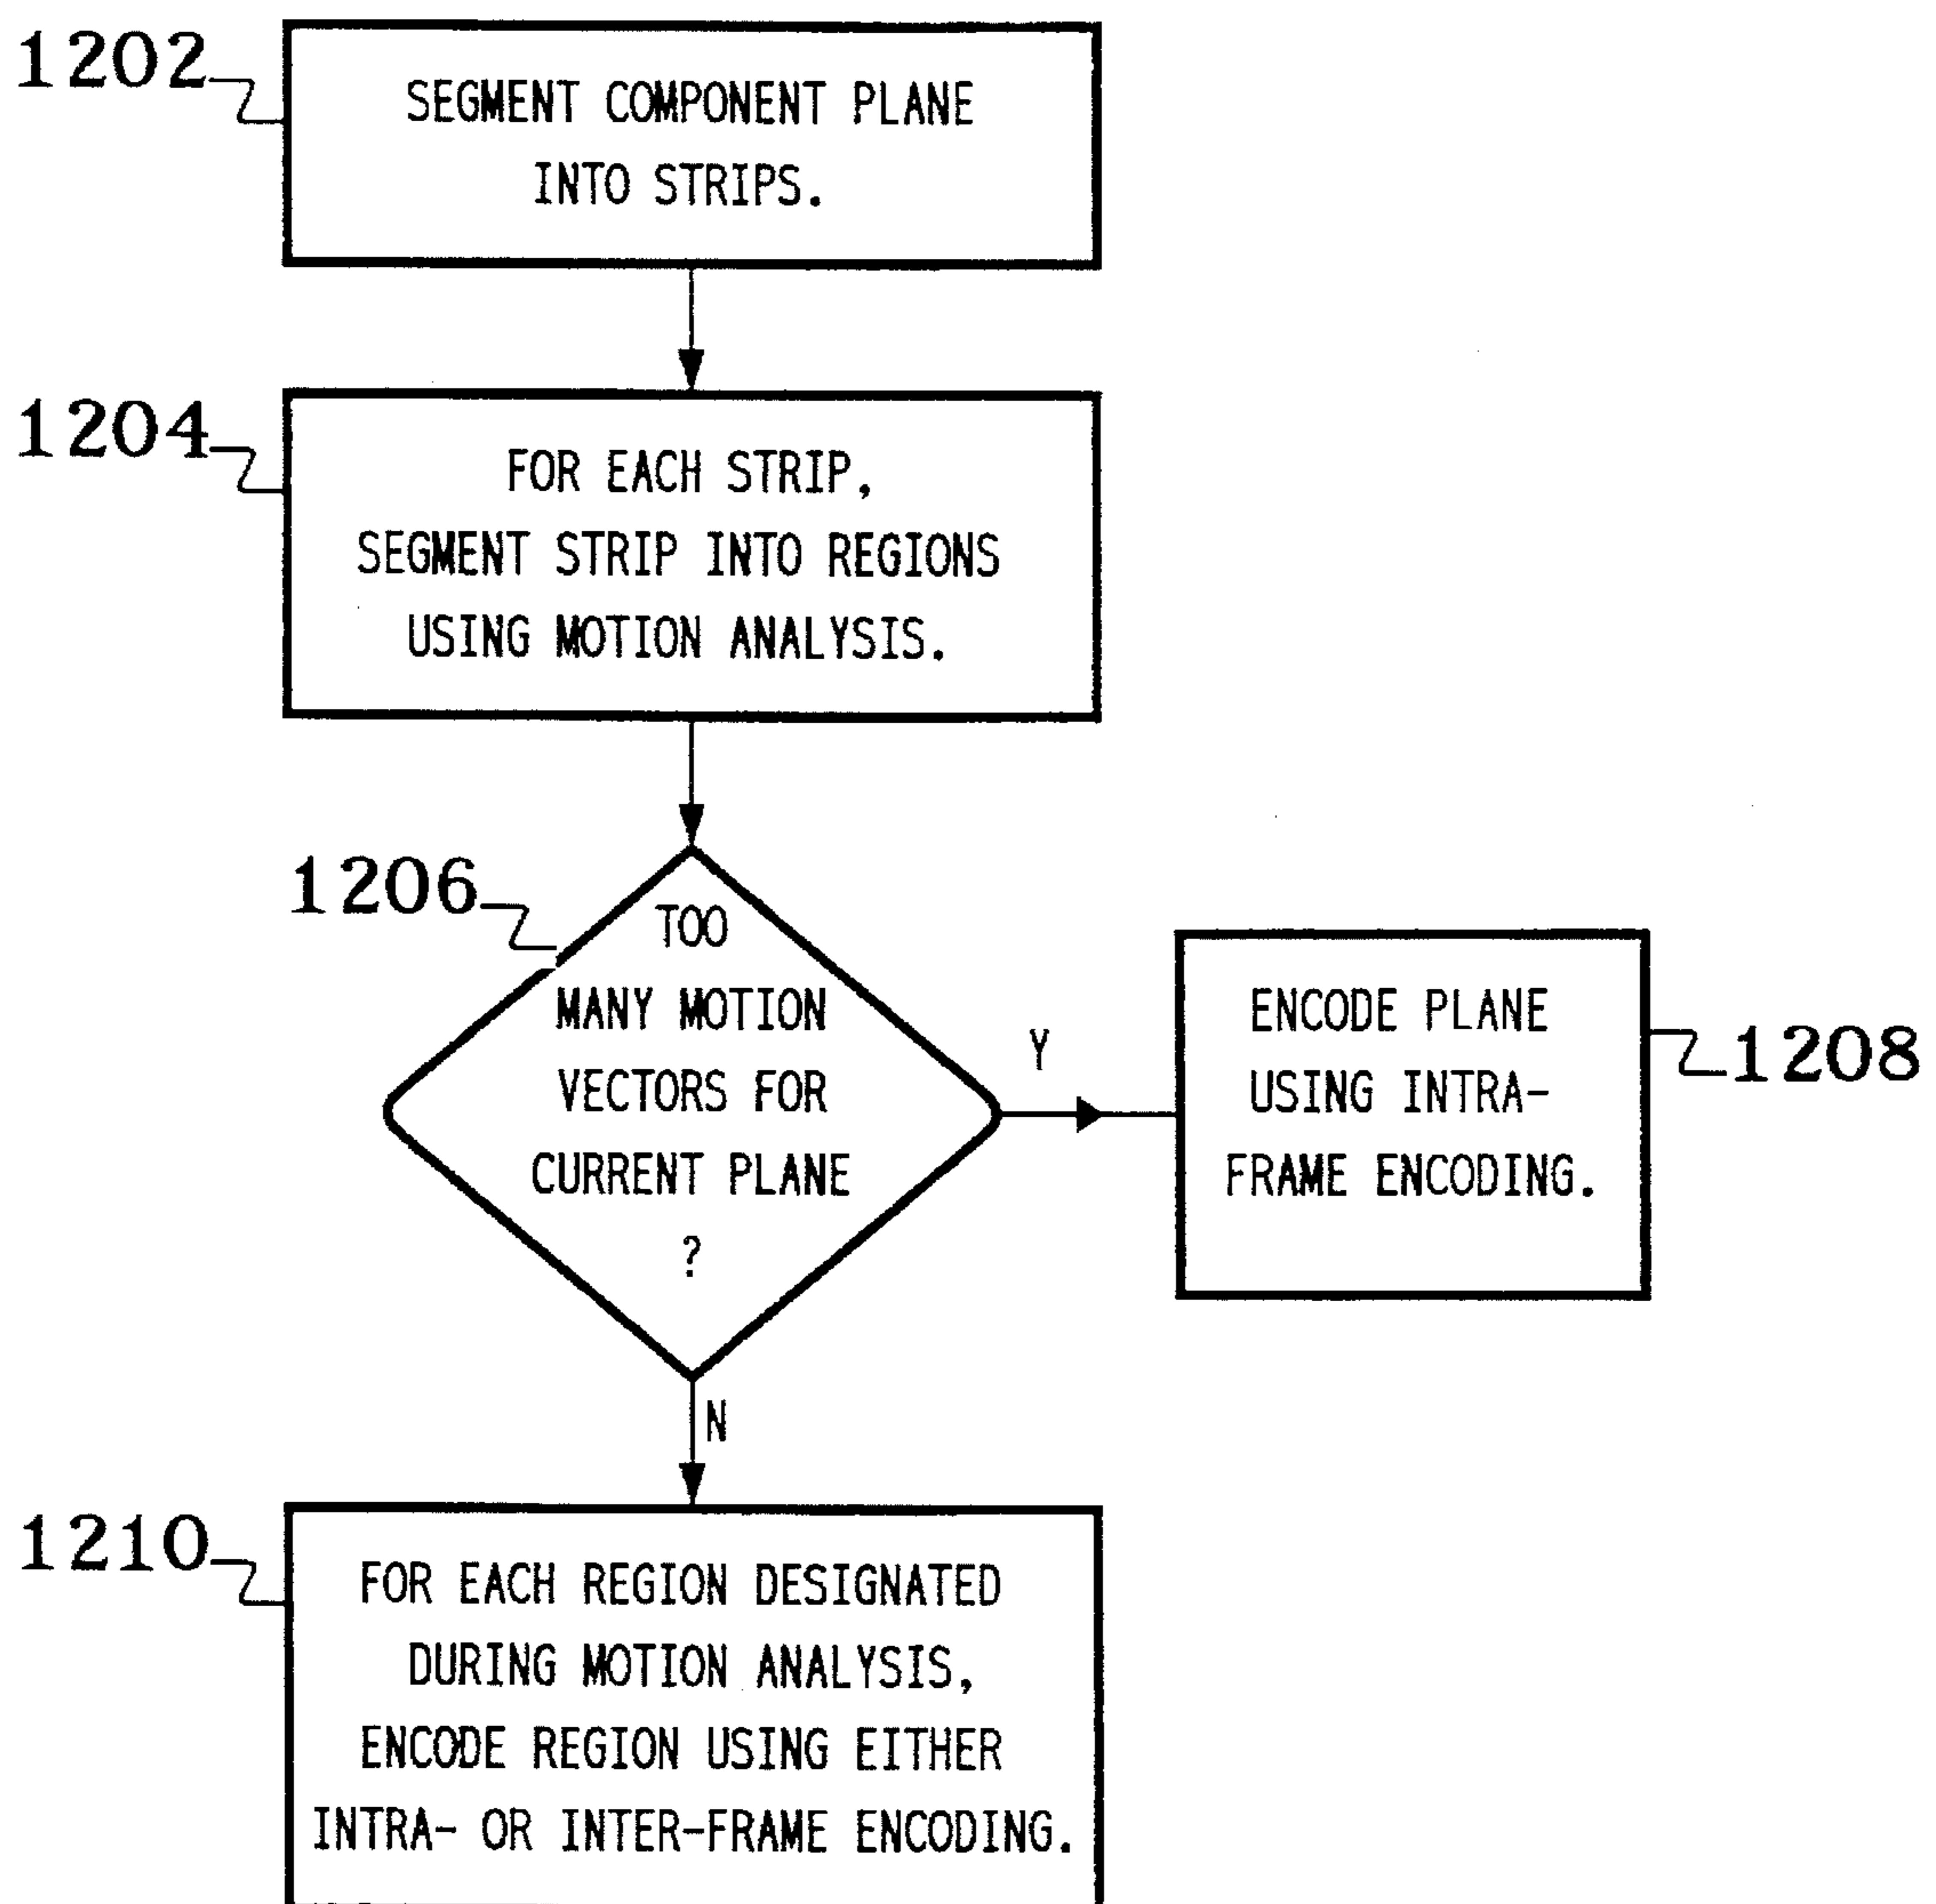 1202
SEGMENT COMPONENT PLANE
INTO STRIPS.
1204
FOR EACH STRIP,
SEGMENT STRIP INTO REGIONS
USING MOTION ANALYSIS.
1206
TOO
MANY MOTION
VECTORS FOR
CURRENT PLANE
?
Y
ENCODE PLANE
USING INTRA-
FRAME ENCODING.
1208
N
1210
FOR EACH REGION DESIGNATED
DURING MOTION ANALYSIS,
ENCODE REGION USING EITHER
INTRA- OR INTER-FRAME ENCODING.